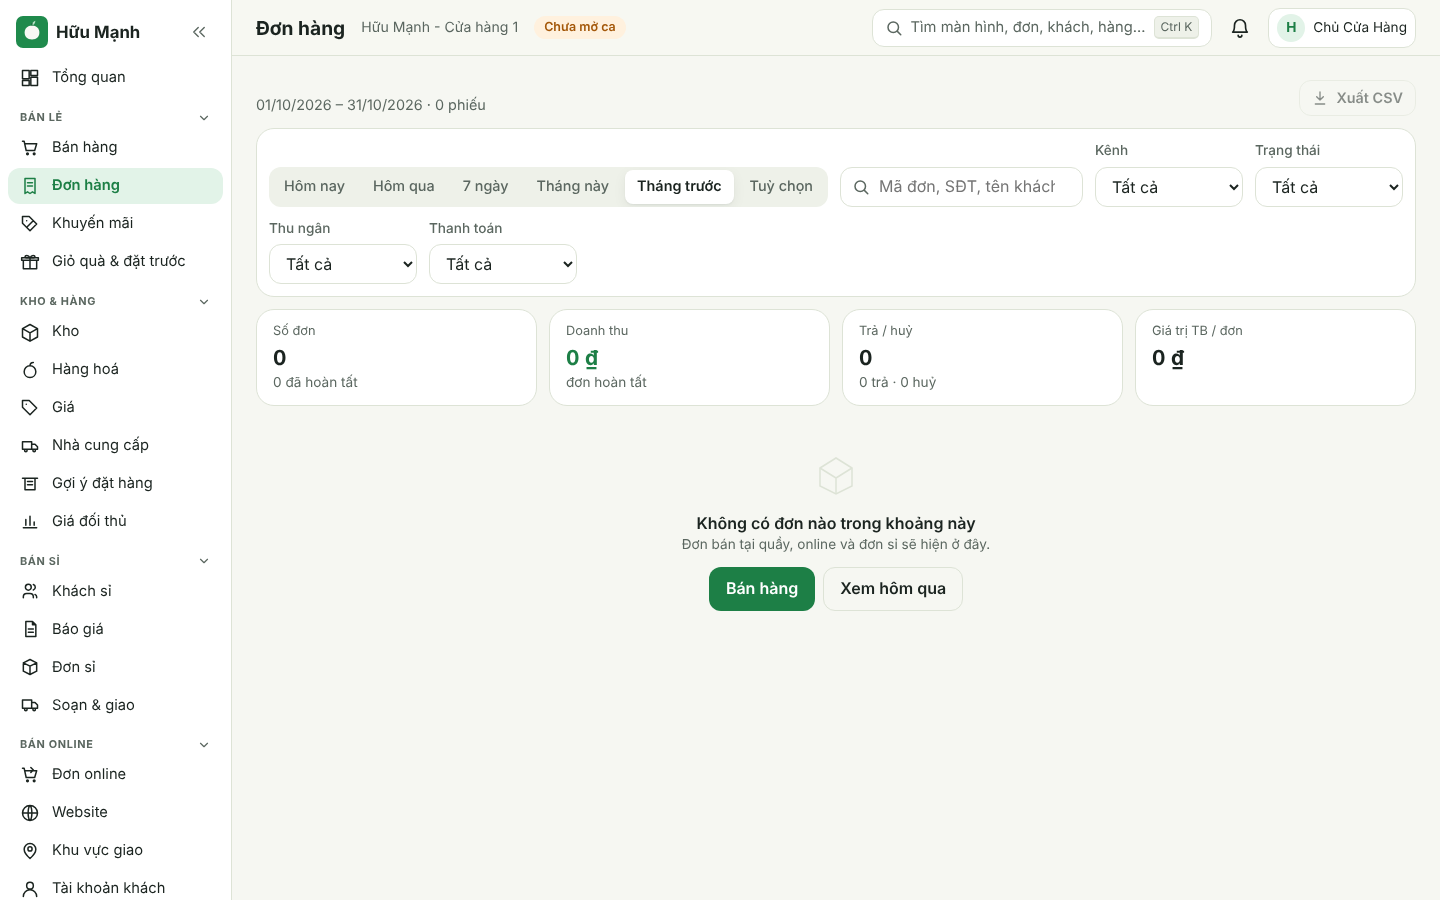 Hữu Mạnh
Tổng quan
BÁN LẺ
Bán hàng
Đơn hàng
Khuyến mãi
Giỏ quà & đặt trước
KHO & HÀNG
Kho
Hàng hoá
Giá
Nhà cung cấp
Gợi ý đặt hàng
Giá đối thủ
BÁN SỈ
Khách sỉ
Báo giá
Đơn sỉ
Soạn & giao
BÁN ONLINE
Đơn online
Website
Khu vực giao
Tài khoản khách
Đơn hàng Hữu Mạnh - Cửa hàng 1 Chưa mở ca Tìm màn hình, đơn, khách, hàng... Ctrl K H Chủ Cửa Hàng
01/10/2026 – 31/10/2026 · 0 phiếu Xuất CSV
Kênh Trạng thái
Hôm nay Hôm qua 7 ngày Tháng này Tháng trước Tuỳ chọn Mã đơn, SĐT, tên khách Tất cả Tất cả
Thu ngân Thanh toán
Tất cả Tất cả
Số đơn
0
0 đã hoàn tất
Doanh thu
0 ₫
đơn hoàn tất
Trả / huỷ
0
0 trả · 0 huỷ
Giá trị TB / đơn
0 ₫
Không có đơn nào trong khoảng này
Đơn bán tại quầy, online và đơn sỉ sẽ hiện ở đây.
Bán hàng Xem hôm qua